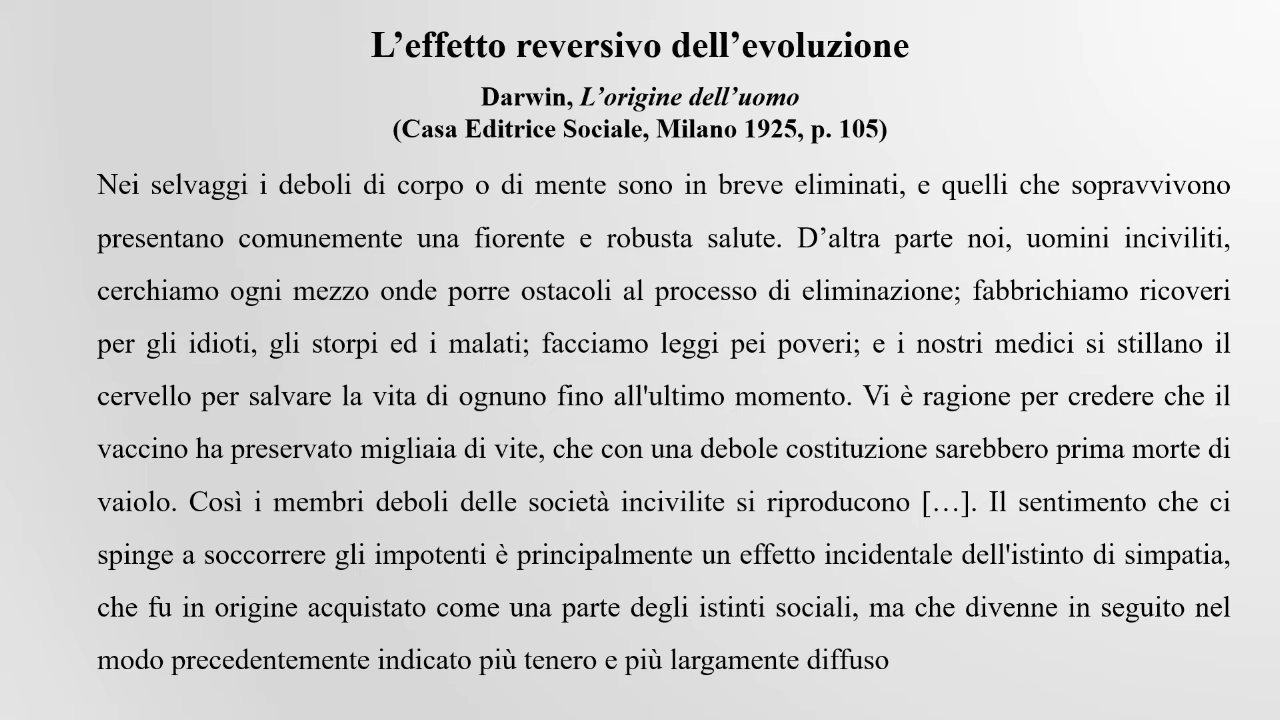 L’effetto reversivo dell’evoluzione
Darwin, L’origine dell’uomo
(Casa Editrice Sociale, Milano 1925, p. 105)
Nei selvaggi i deboli di corpo o di mente sono in breve eliminati, e quelli che sopravvivono
presentano comunemente una fiorente e robusta salute. D’altra parte noi, uomini inciviliti,
cerchiamo ogni mezzo onde porre ostacoli al processo di eliminazione; fabbrichiamo ricoveri
per gli idioti, gli storpi ed i malati; facciamo leggi pei poveri; e i nostri medici si stillano il
cervello per salvare la vita di ognuno fino all'ultimo momento. Vi è ragione per credere che il
vaccino ha preservato migliaia di vite, che con una debole costituzione sarebbero prima morte di
vaiolo. Così i membri deboli delle società incivilite si riproducono […]. Il sentimento che ci
spinge a soccorrere gli impotenti è principalmente un effetto incidentale dell'istinto di simpatia,
che fu in origine acquistato come una parte degli istinti sociali, ma che divenne in seguito nel
modo precedentemente indicato più tenero e più largamente diffuso